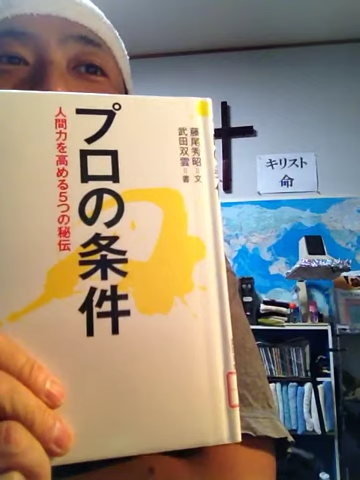 プロの条件
人間力を高める5つの秘伝
藤尾秀昭=文
武田双雲=書
キリスト
命